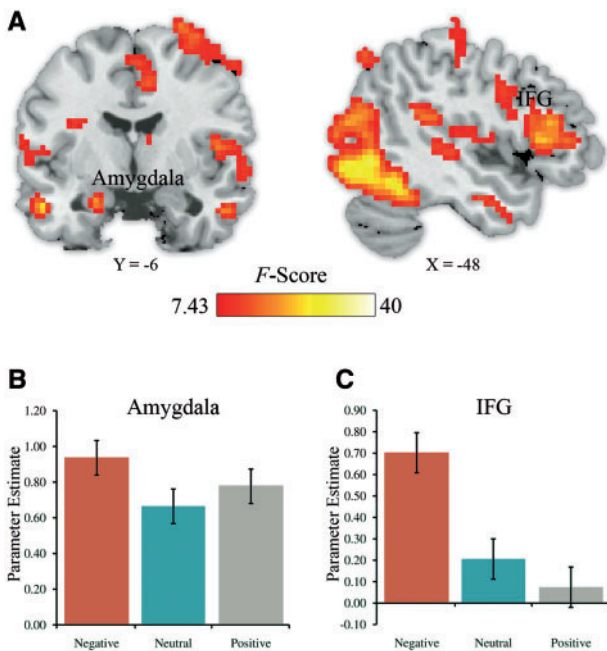 A
Amygdala
IFG
Y = -6
X = -48
F-Score
7.43
40
B
Amygdala
Parameter Estimate
1.20
1.00
0.80
0.60
0.40
0.20
0.00
Negative Neutral Positive
C
IFG
Parameter Estimate
0.90
0.80
0.70
0.60
0.50
0.40
0.30
0.20
0.10
0.00
-0.10
Negative Neutral Positive